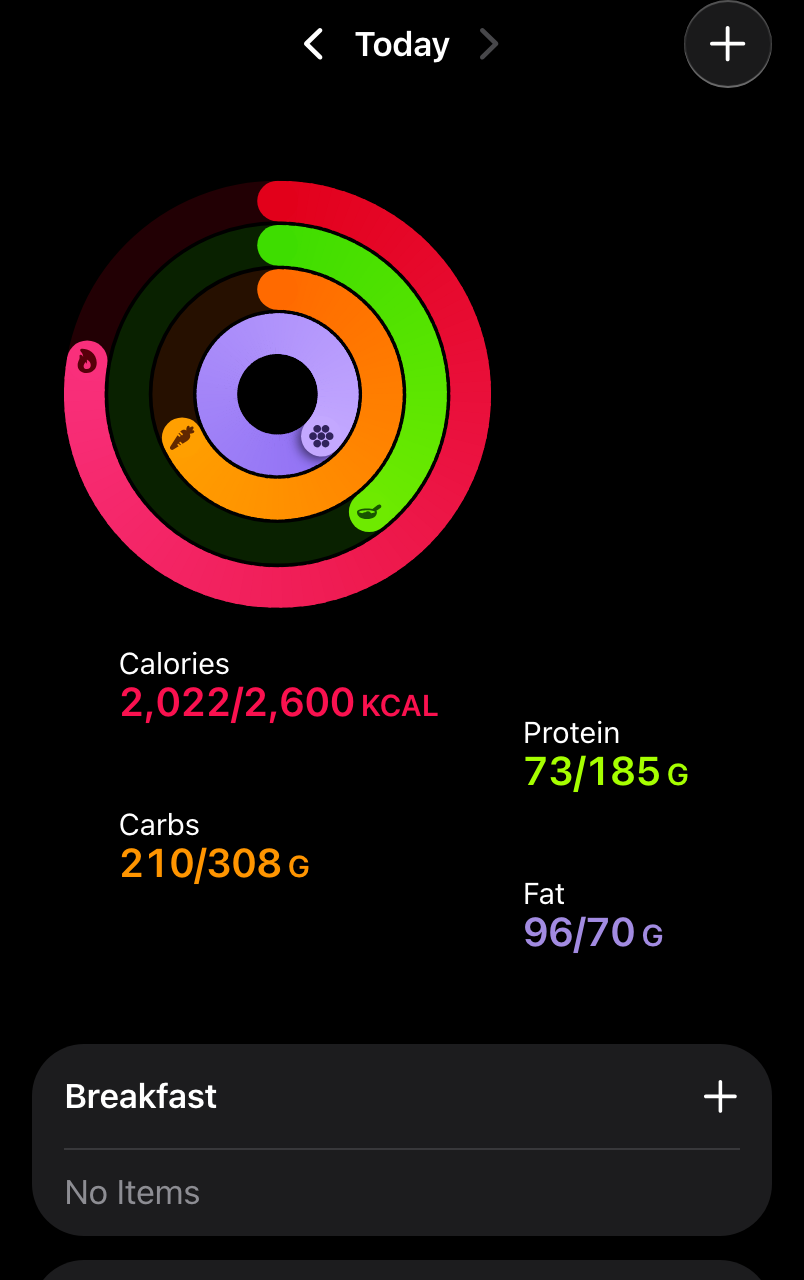 Today
Calories
2,022/2,600 KCAL
Protein
73/185 G
Carbs
210/308 G
Fat
96/70 G
Breakfast
No Items